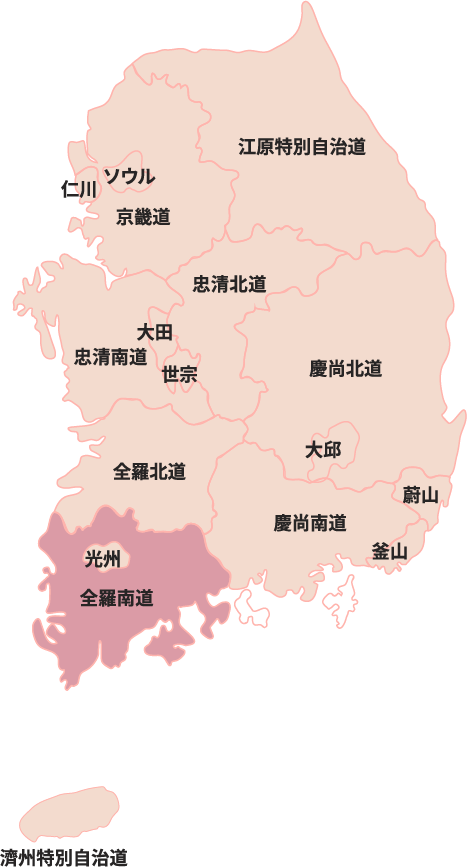 江原特別自治道
ソウル
仁川
京畿道
忠清北道
大田
忠清南道
世宗
慶尚北道
大邱
全羅北道
蔚山
慶尚南道
釜山
光州
全羅南道
済州特別自治道